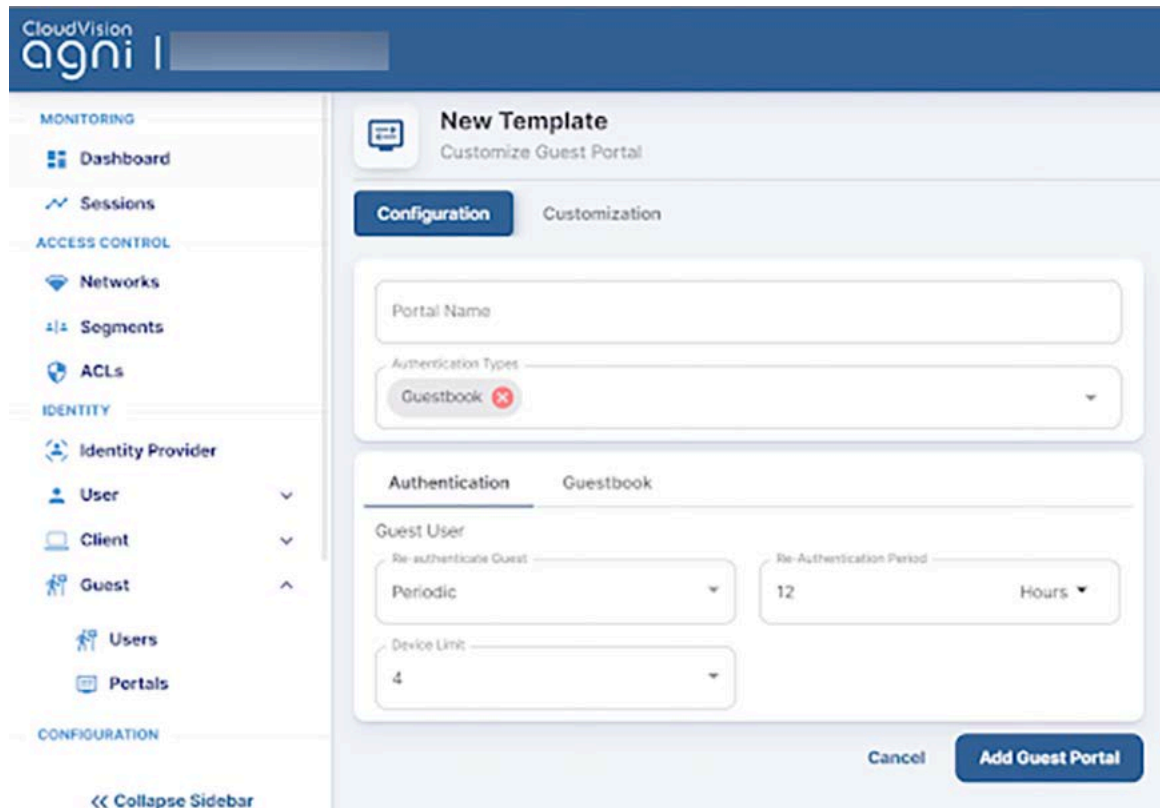 CloudVision
agni |
MONITORING
Dashboard
Sessions
ACCESS CONTROL
Networks
Segments
ACLs
IDENTITY
Identity Provider
User
Client
Guest
Users
Portals
CONFIGURATION
<< Collapse Sidebar
New Template
Customize Guest Portal
Configuration Customization
Portal Name
Authentication Types
Guestbook
Authentication Guestbook
Guest User
Re-authenticate Guest Re-Authentication Period
Periodic 12 Hours
Device Limit
4
Cancel Add Guest Portal